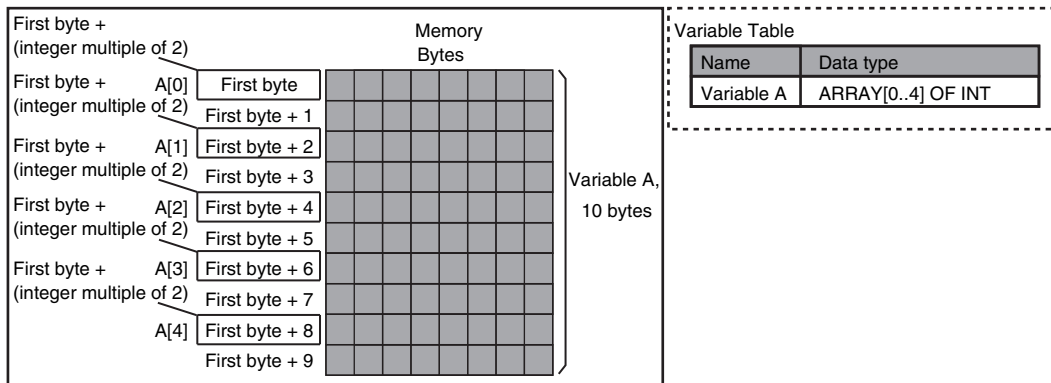 First byte +
(integer multiple of 2)
Memory
Bytes
First byte +
(integer multiple of 2)
A[0] First byte
First byte + 1
First byte +
(integer multiple of 2)
A[1] First byte + 2
First byte + 3
First byte +
(integer multiple of 2)
A[2] First byte + 4
First byte + 5
First byte +
(integer multiple of 2)
A[3] First byte + 6
First byte + 7
A[4] First byte + 8
First byte + 9
Variable A,
10 bytes
Variable Table
Name Data type
Variable A ARRAY[0..4] OF INT